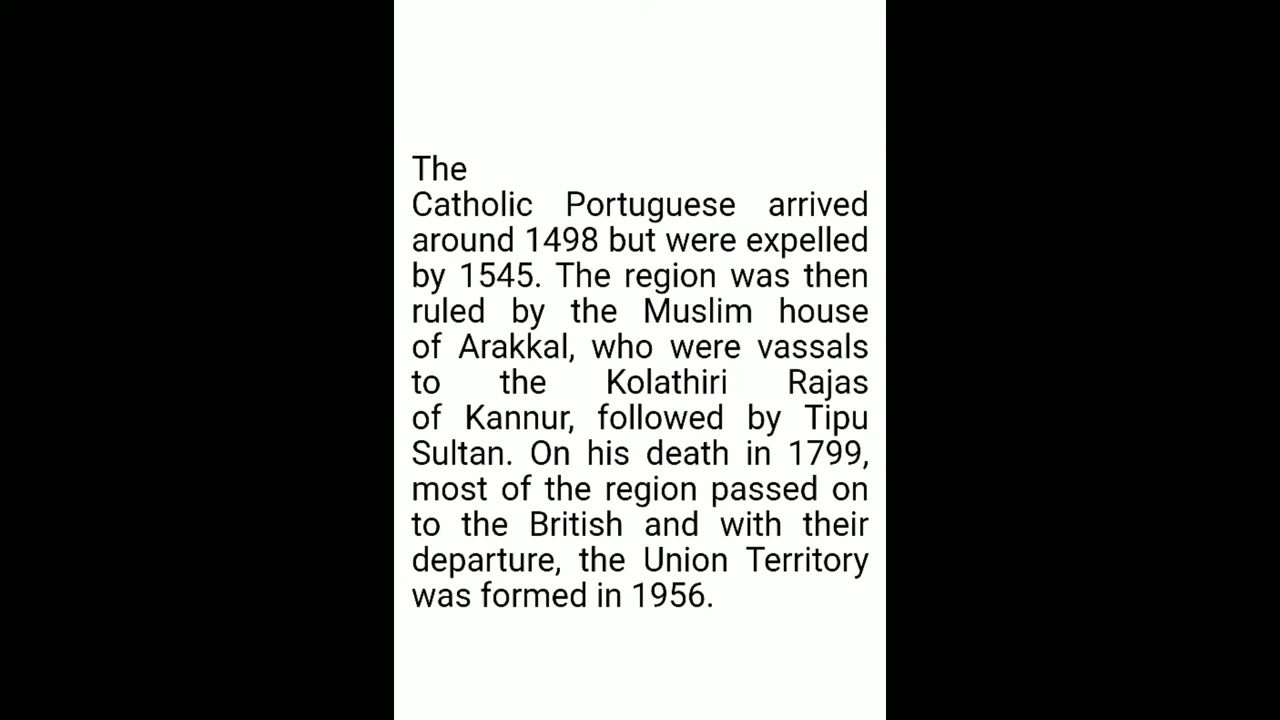 The
Catholic Portuguese arrived
around 1498 but were expelled
by 1545. The region was then
ruled by the Muslim house
of Arakkal, who were vassals
to the Kolathiri Rajas
of Kannur, followed by Tipu
Sultan. On his death in 1799,
most of the region passed on
to the British and with their
departure, the Union Territory
was formed in 1956.